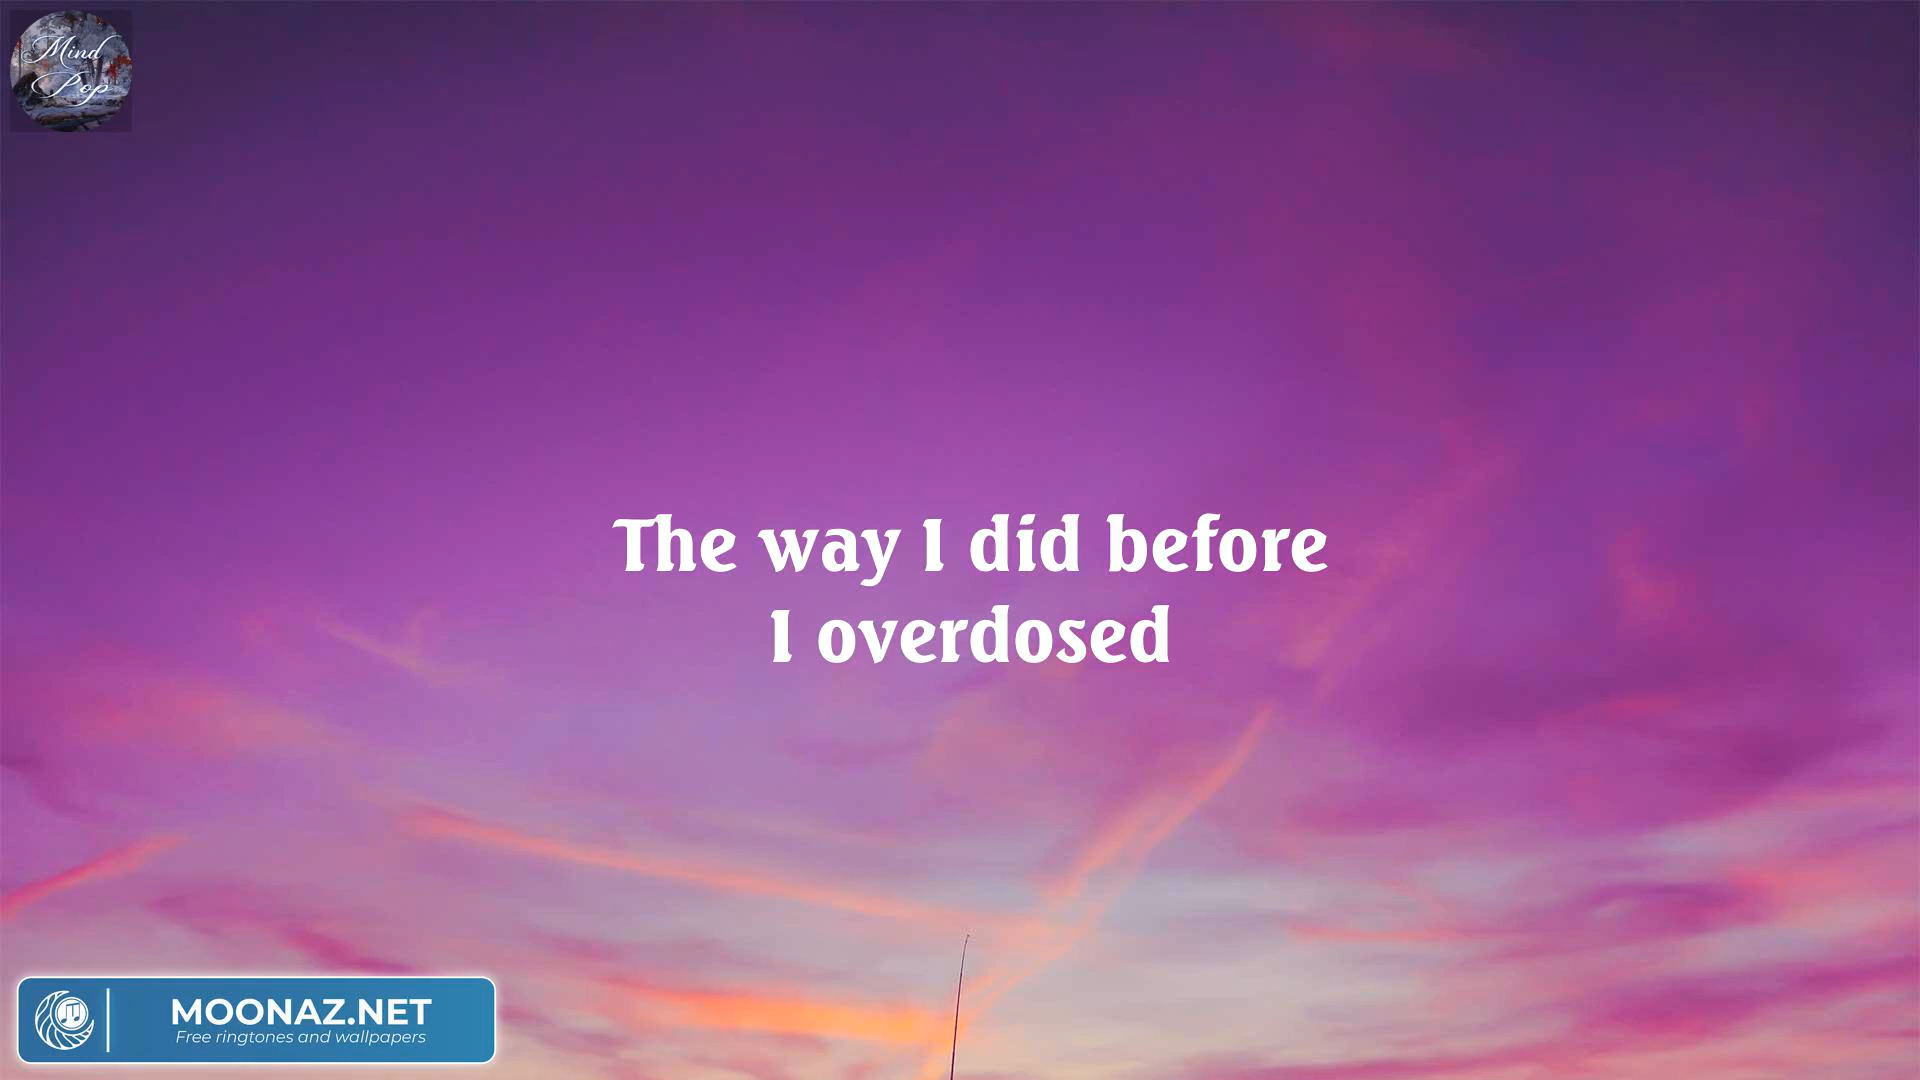 Mind
Pop
The way I did before
I overdosed
MOONAZ.NET
Free ringtones and wallpapers